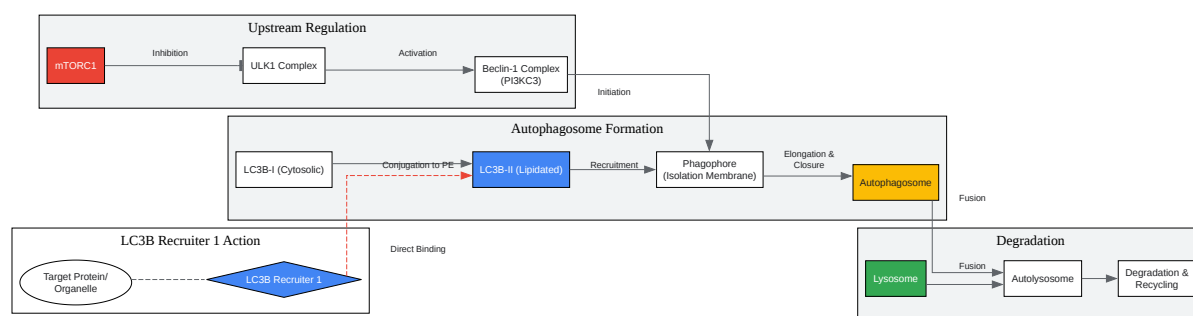 Upstream Regulation
mTORC1
Inhibition
ULK1 Complex
Activation
Beclin-1 Complex
(PI3KC3)
Initiation
Autophagosome Formation
LC3B-I (Cytosolic)
Conjugation to PE
LC3B-II (Lipidated)
Recruitment
Phagophore
(Isolation Membrane)
Elongation &
Closure
Autophagosome
Fusion
LC3B Recruiter 1 Action
Target Protein/
Organelle
LC3B Recruiter 1
Direct Binding
Degradation
Lysosome
Fusion
Autolysosome
Degradation &
Recycling